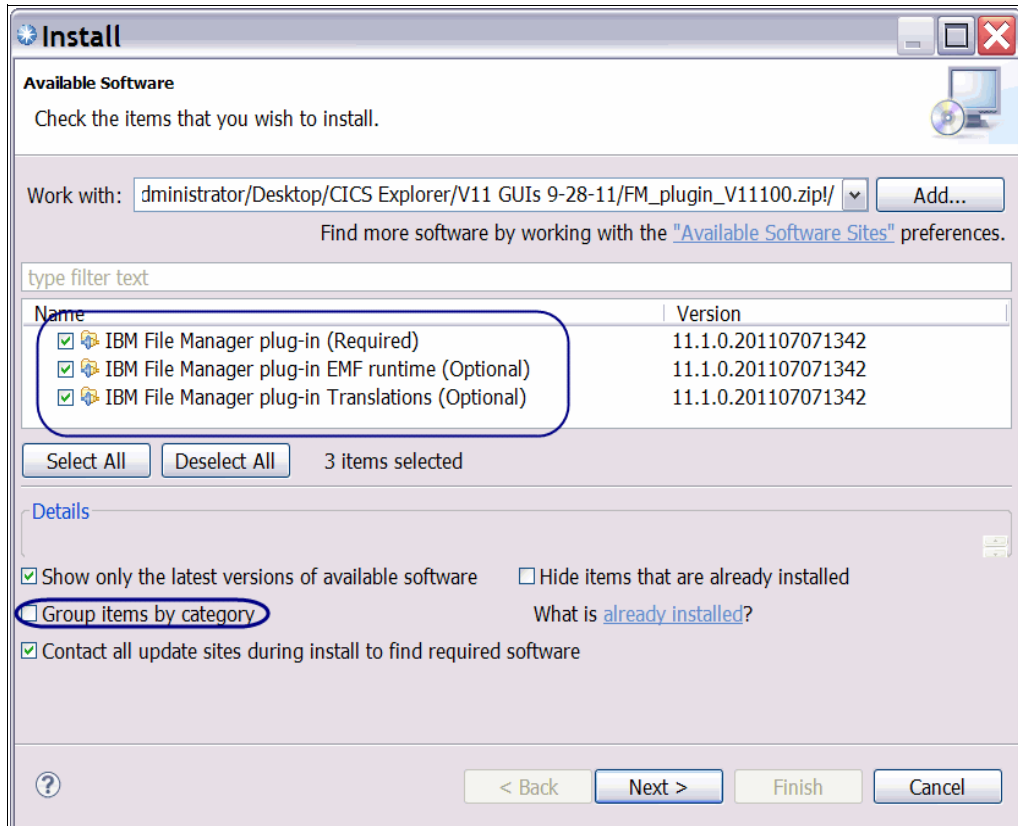 Install
Available Software
Check the items that you wish to install.
Work with: dministrator/Desktop/CICS Explorer/V11 GUIs 9-28-11/FM_plugin_V11100.zip!/ Add...
Find more software by working with the "Available Software Sites" preferences.
type filter text
Name Version
IBM File Manager plug-in (Required) 11.1.0.201107071342
IBM File Manager plug-in EMF runtime (Optional) 11.1.0.201107071342
IBM File Manager plug-in Translations (Optional) 11.1.0.201107071342
Select All Deselect All 3 items selected
Details
Show only the latest versions of available software Hide items that are already installed
Group items by category What is already installed?
Contact all update sites during install to find required software
? < Back Next > Finish Cancel